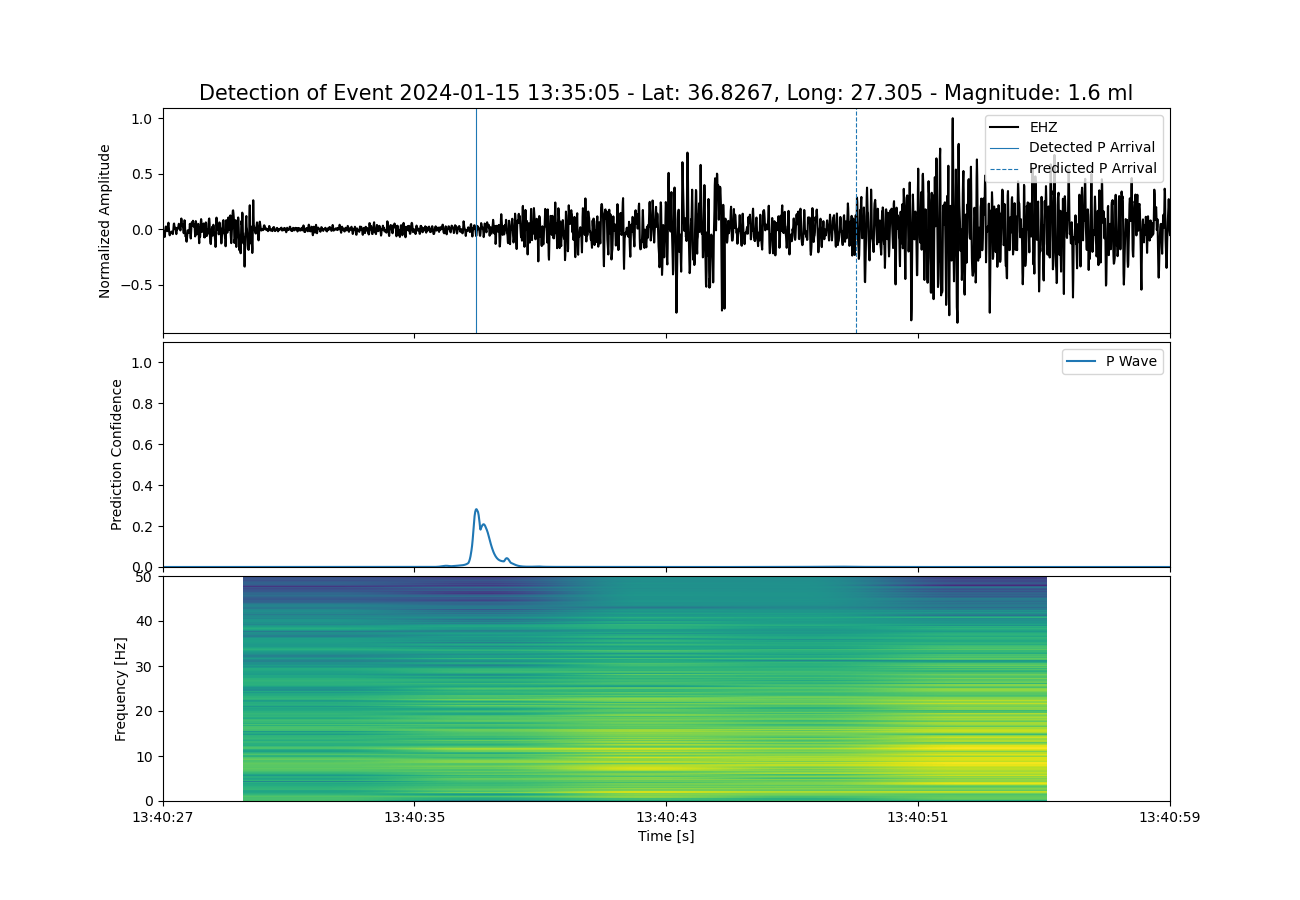 Detection of Event 2024-01-15 13:35:05 - Lat: 36.8267, Long: 27.305 - Magnitude: 1.6 ml
1.0
0.5
0.0
−0.5
Normalized Amplitude
EHZ
Detected P Arrival
Predicted P Arrival
1.0
0.8
0.6
0.4
0.2
0.0
Prediction Confidence
P Wave
50
40
30
20
10
0
Frequency [Hz]
13:40:27
13:40:35
13:40:43
13:40:51
13:40:59
Time [s]